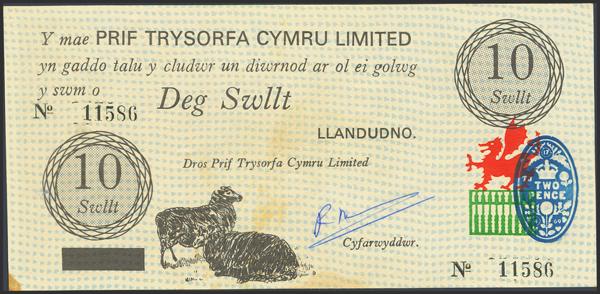 Y mae PRIF TRYSORFA CYMRU LIMITED
yn gaddo talu y cludwr un diwrnod ar ol ei golwg
y swm o Deg Swllt
Nº 11586
10
Swllt
LLANDUDNO.
10
Swllt
Dros Prif Trysorfa Cymru Limited
TWO
PENCE
Cyfarwyddwr.
Nº 11586